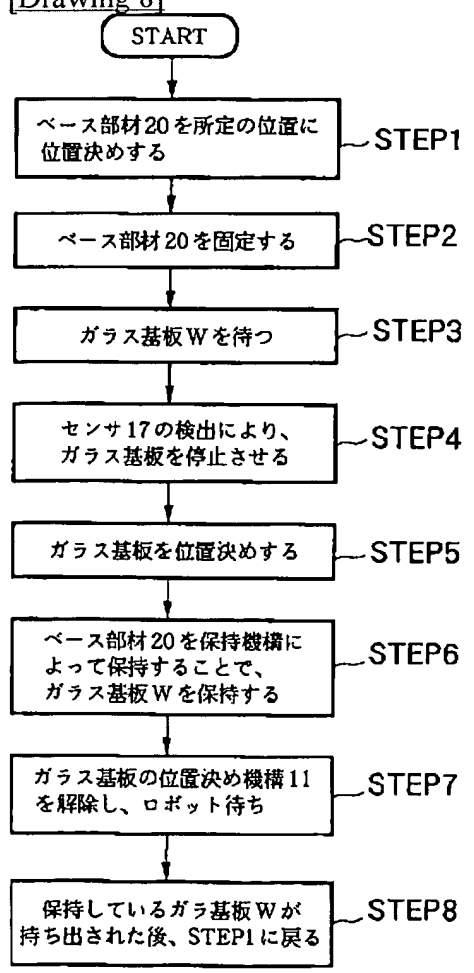 [Drawing 8]
START
ベース部材20を所定の位置に
位置決めする
STEP1
ベース部材20を固定する
STEP2
ガラス基板Wを待つ
STEP3
センサ17の検出により、
ガラス基板を停止させる
STEP4
ガラス基板を位置決めする
STEP5
ベース部材20を保持機構に
よって保持することで、
ガラス基板Wを保持する
STEP6
ガラス基板の位置決め機構11
を解除し、ロボット待ち
STEP7
保持しているガラ基板Wが
持ち出された後、STEP1に戻る
STEP8